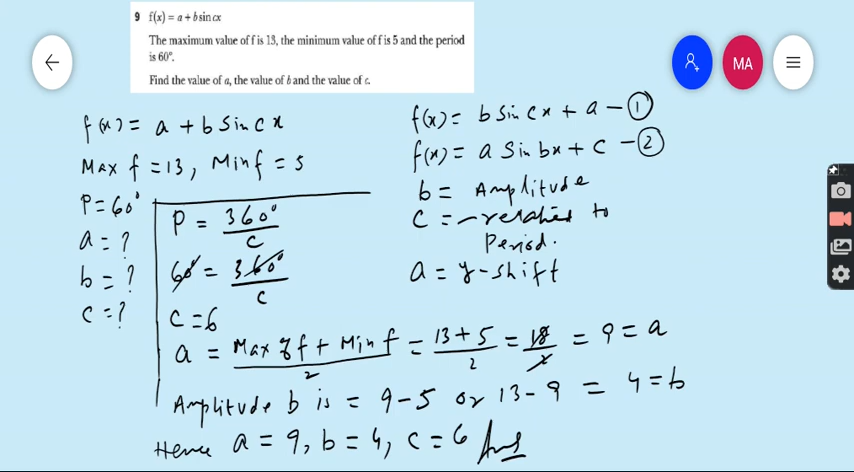 9 f(x) = a + b sin cx
The maximum value of f is 13, the minimum value of f is 5 and the period
is 60°.
Find the value of a, the value of b and the value of c.
MA
f(x) = a + b Sin c x
Max f = 13, Min f = 5
P = 60°
a = ?
b = ?
c = ?
P = 360° / c
60° = 360° / c
c = 6
f(x) = b Sin c x + a - ①
f(x) = a Sin bx + c - ②
b = Amplitude
c = related to
Period.
a = y-shift
a = Max of f + Min f / 2 = 13 + 5 / 2 = 18 / 2 = 9 = a
Amplitude b is = 9 - 5 or 13 - 9 = 4 = b
Hence a = 9, b = 4, c = 6 Ans